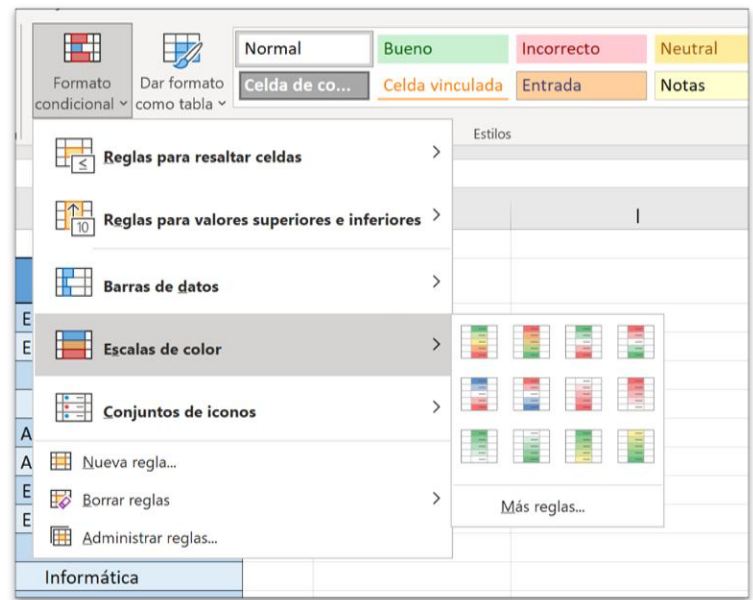 Normal
Bueno
Incorrecto
Neutral
Formato
condicional
Dar formato
como tabla
Celda de co...
Celda vinculada
Entrada
Notas
Estilos
Reglas para resaltar celdas
10
Reglas para valores superiores e inferiores
I
Barras de datos
E
E
Escalas de color
Conjuntos de iconos
A
A
Nueva regla...
E
Borrar reglas
Más reglas...
E
Administrar reglas...
Informática